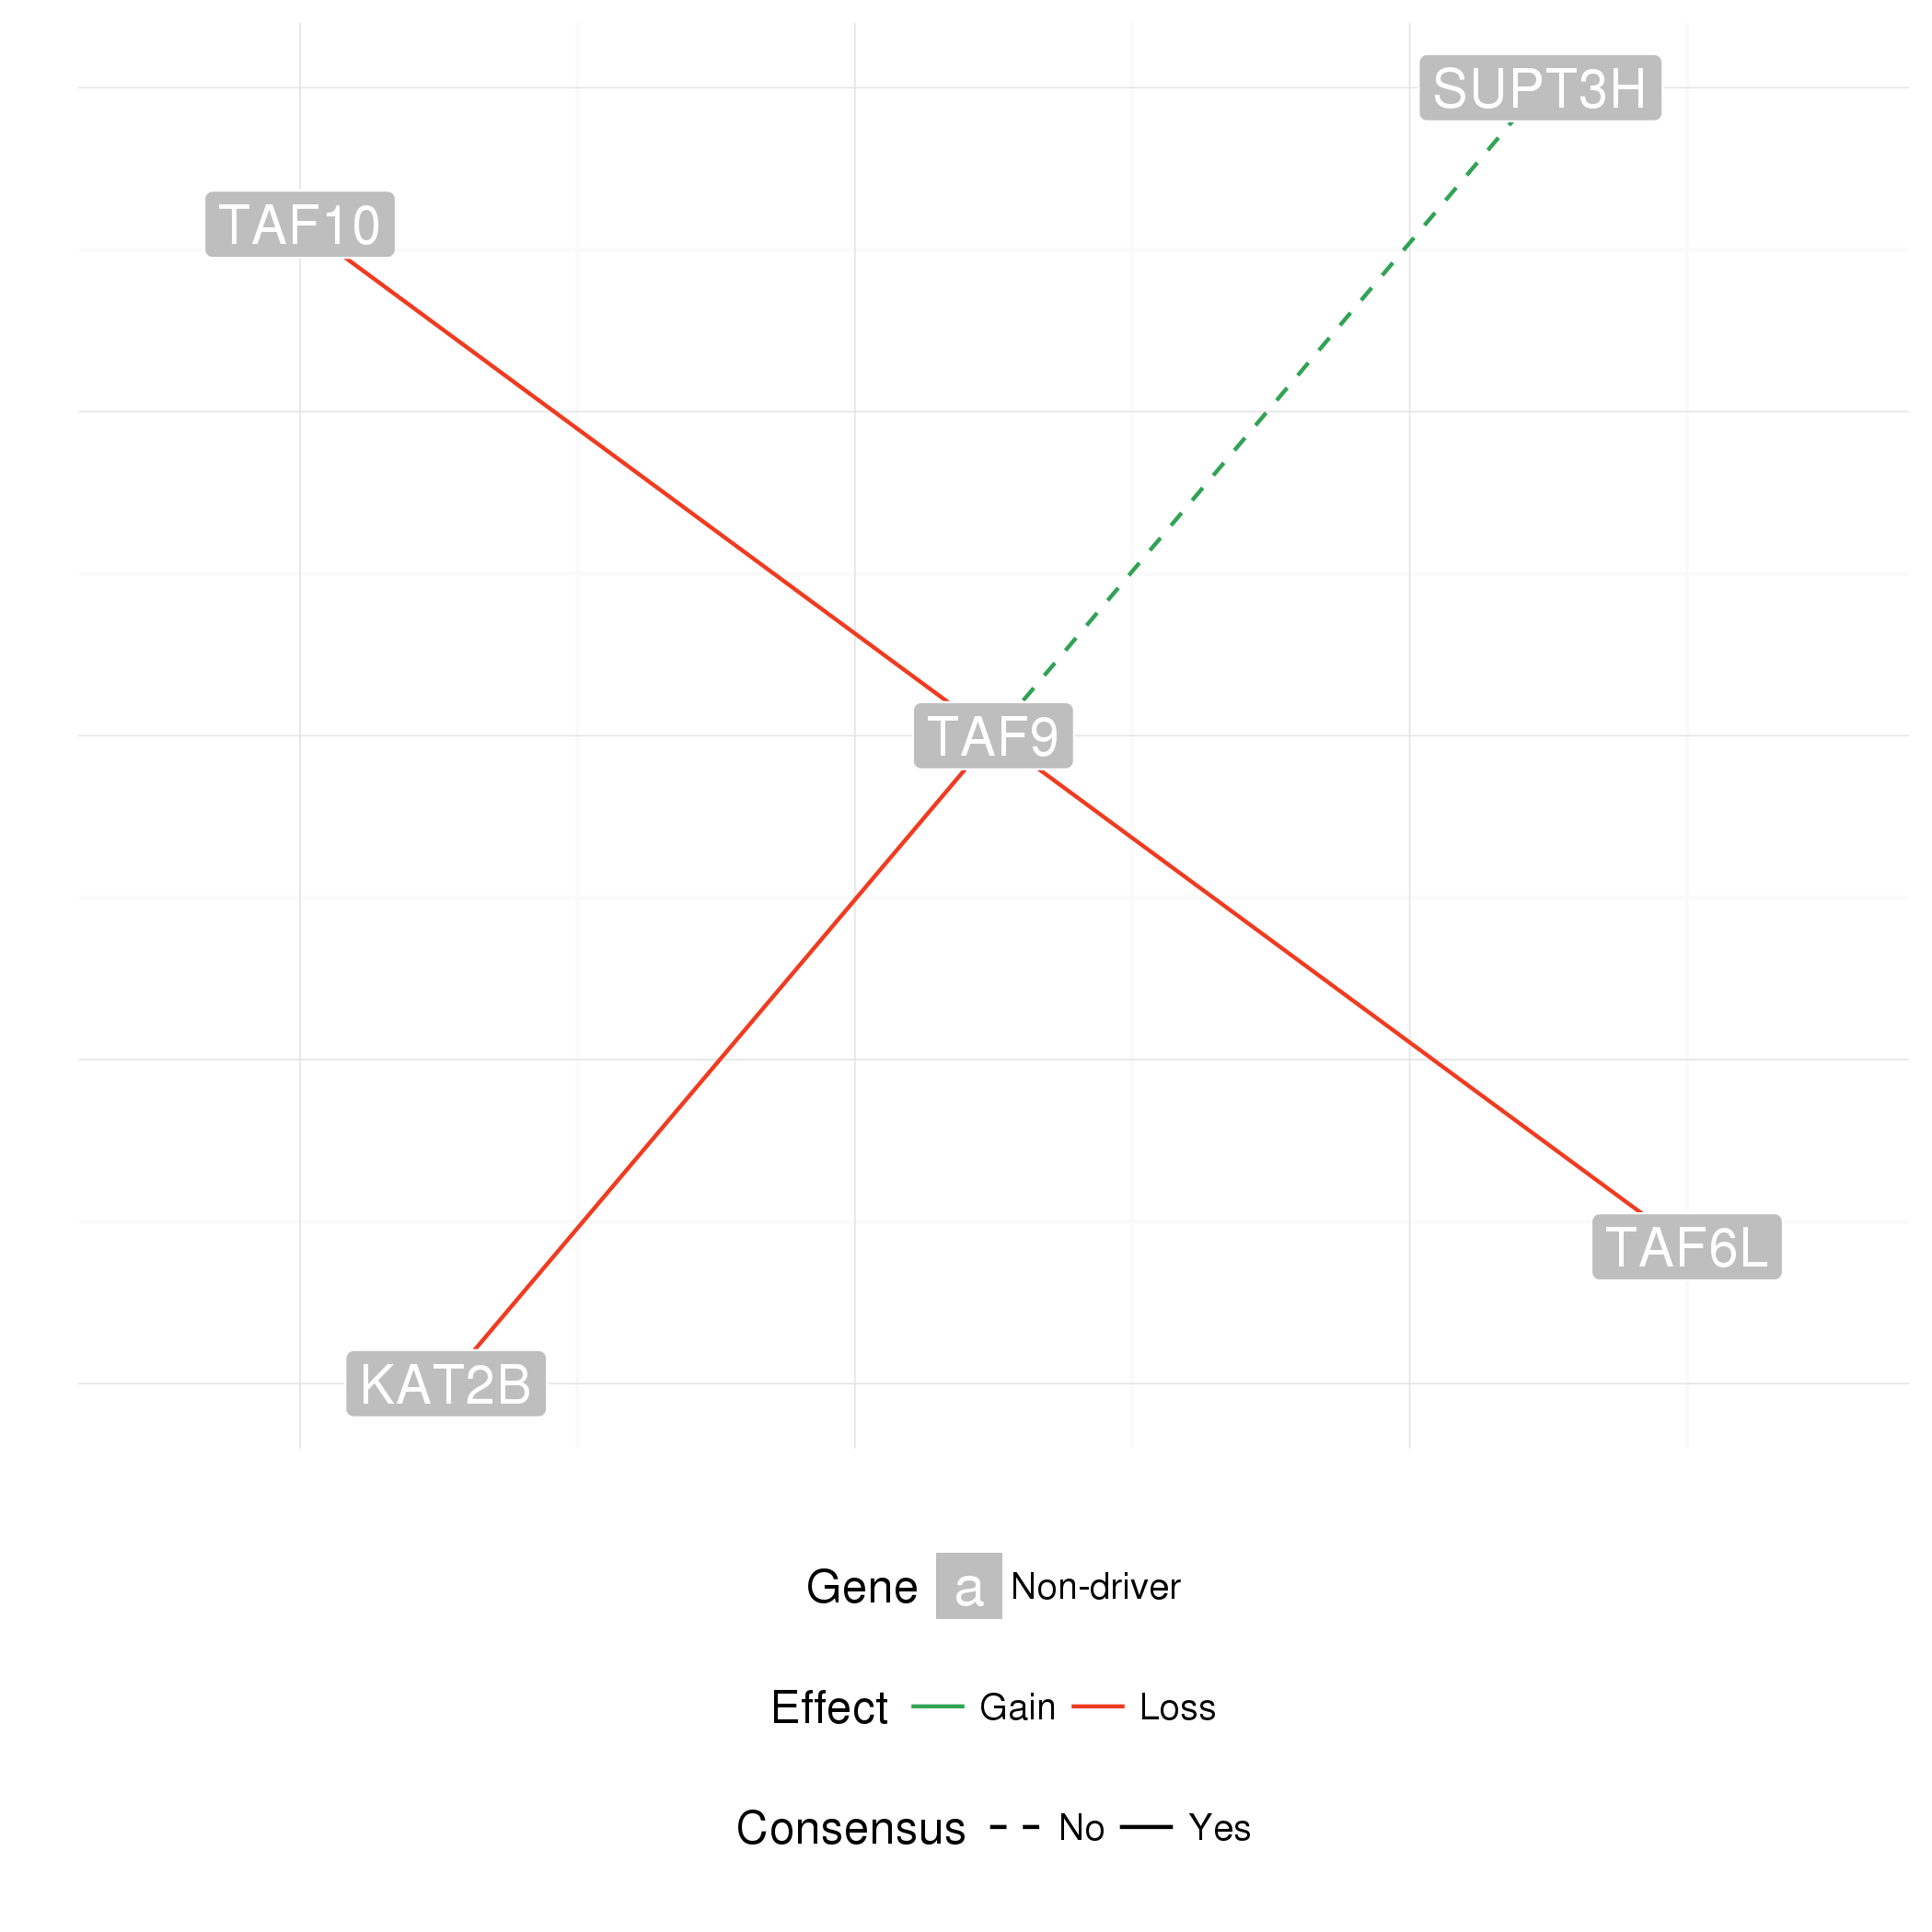 SUPT3H
TAF10
TAF9
TAF6L
KAT2B
Gene a Non-driver
Effect Gain Loss
Consensus No Yes